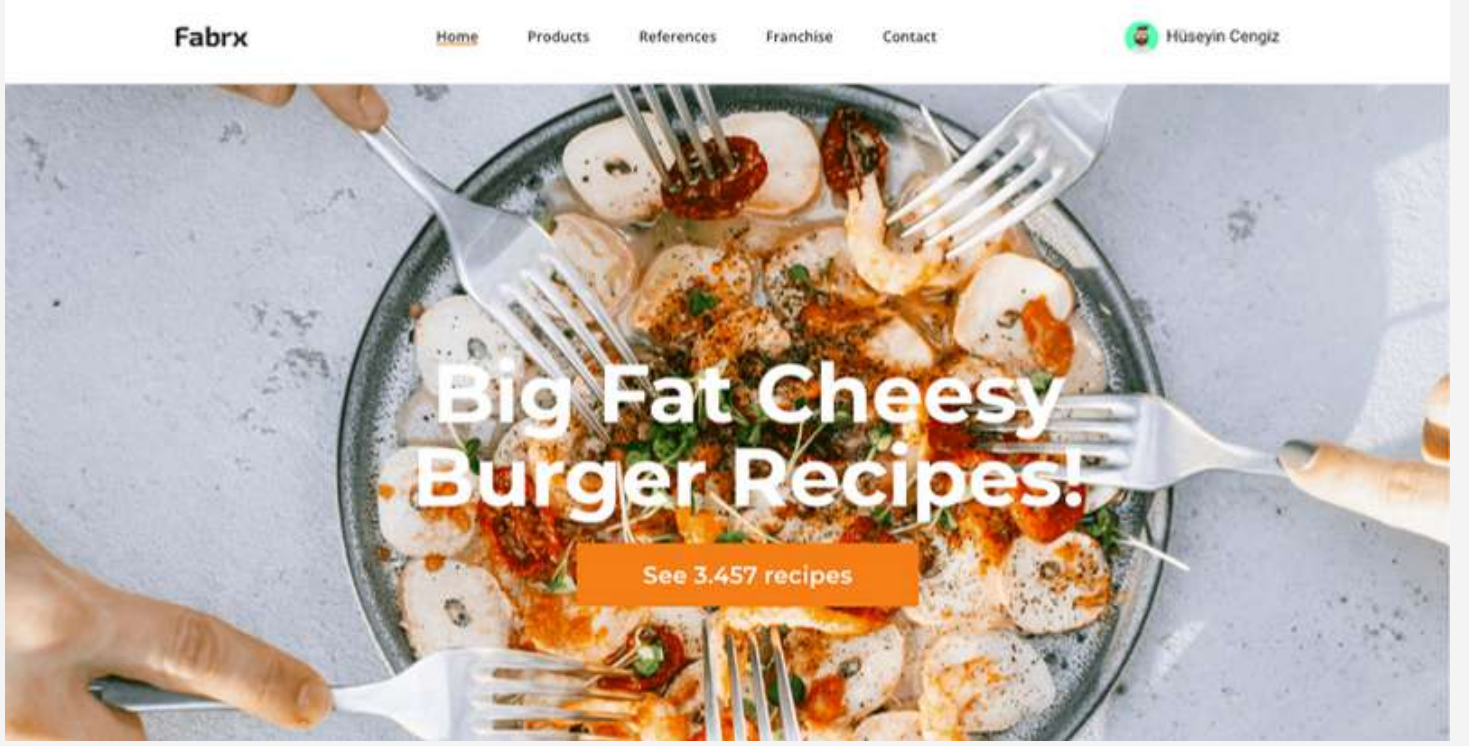 Fabrx
Home
Products
References
Franchise
Contact
Hüseyin Cengiz
Big Fat Cheesy
Burger Recipes!
See 3.457 recipes